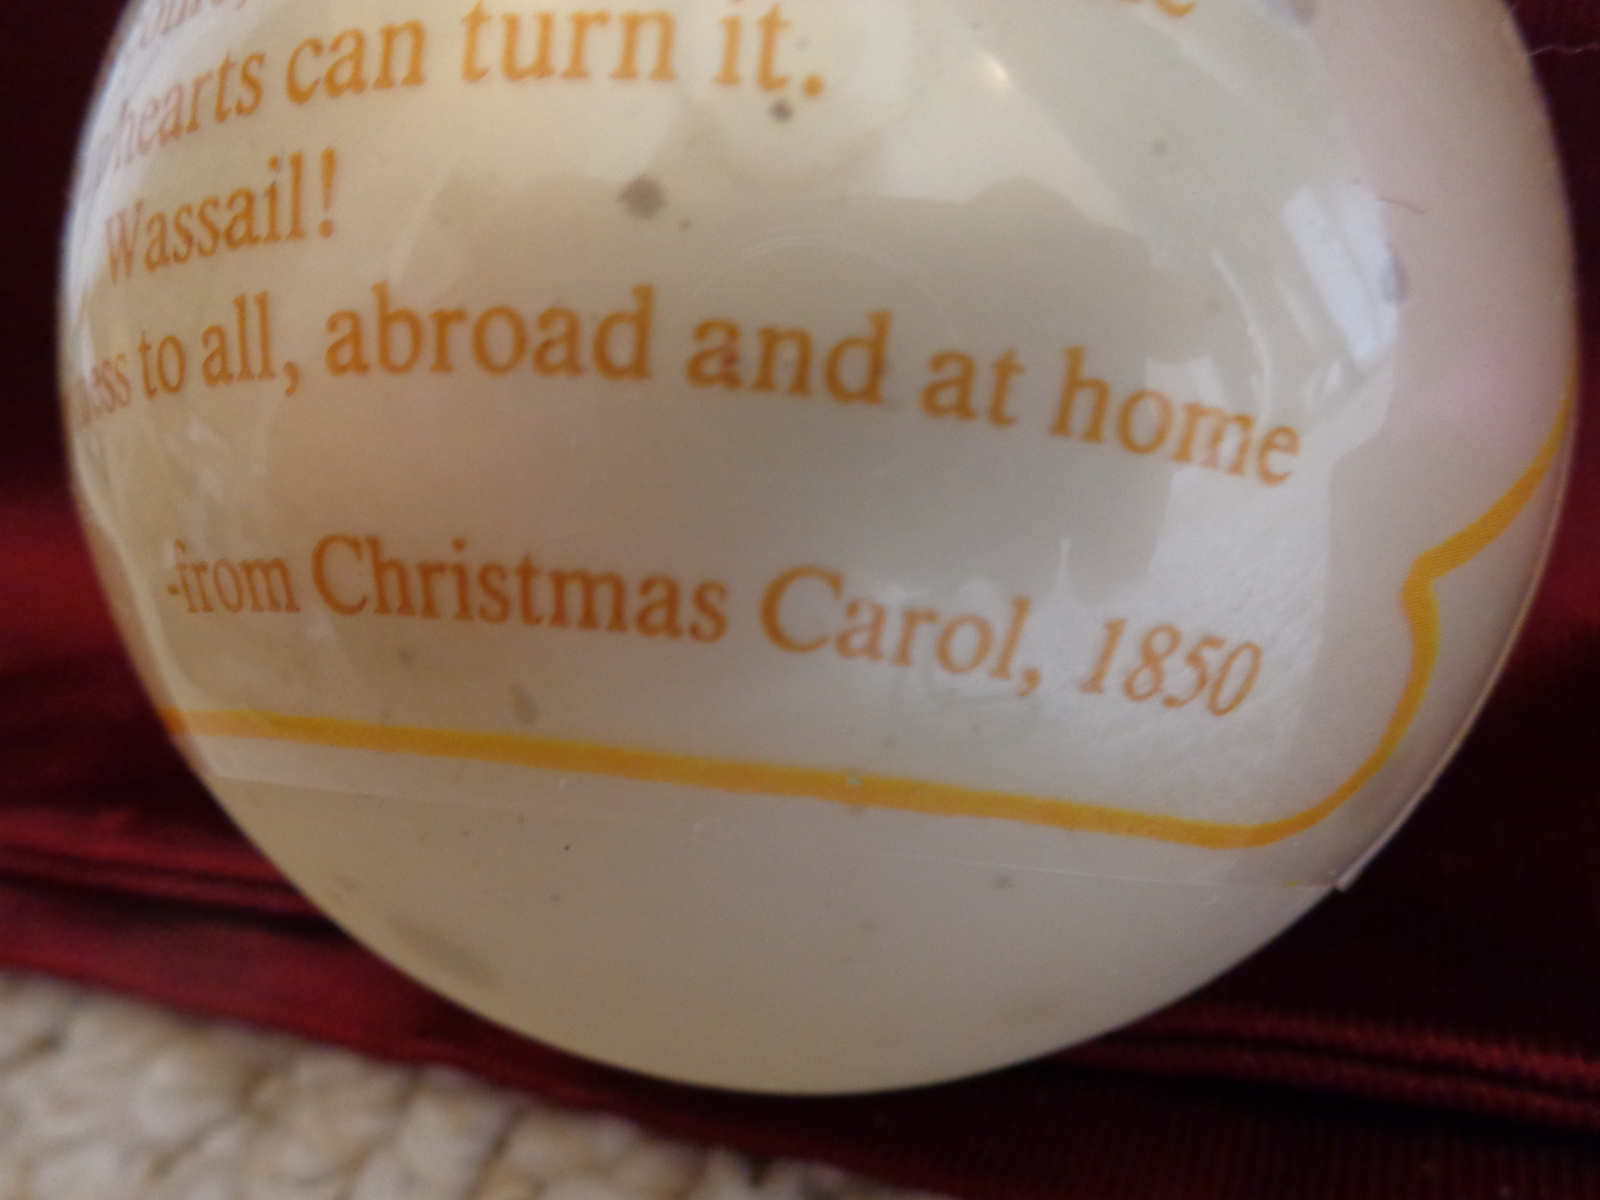 hearts can turn it.
Wassail!
to all, abroad and at home
-from Christmas Carol, 1850